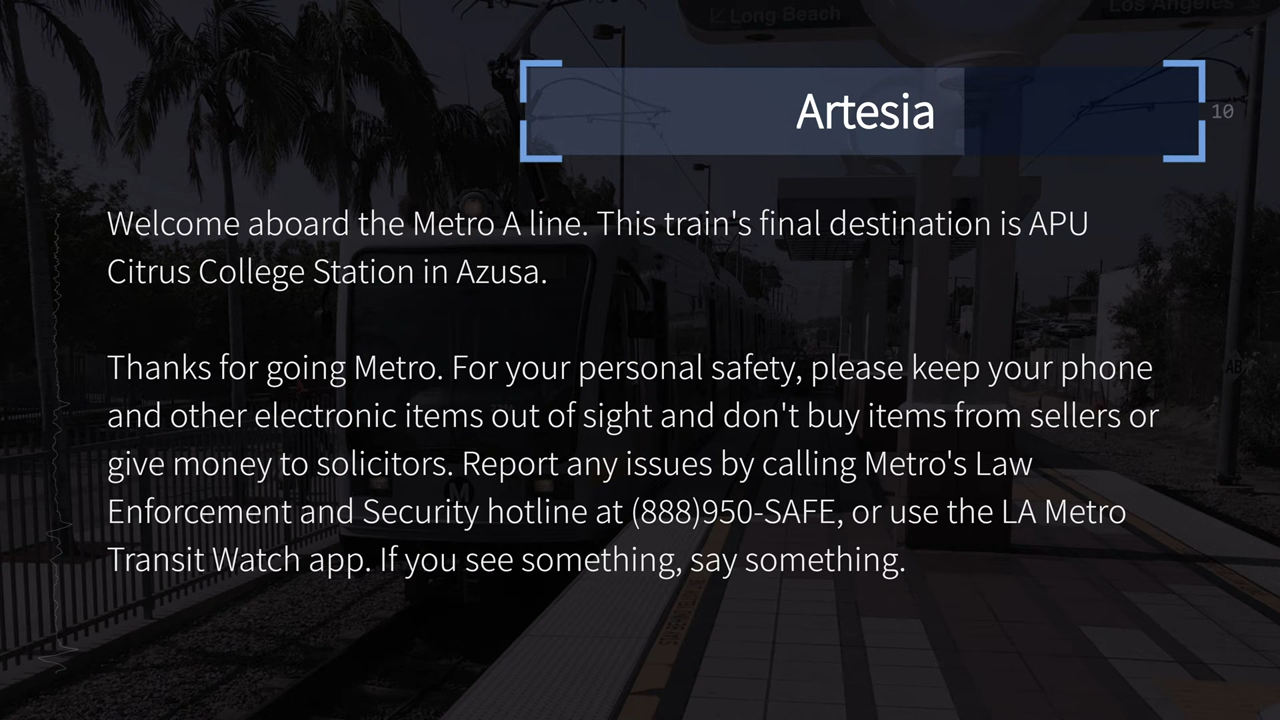 Long Beach
Los Angeles
Artesia
10
Welcome aboard the Metro A line. This train's final destination is APU
Citrus College Station in Azusa.
Thanks for going Metro. For your personal safety, please keep your phone
and other electronic items out of sight and don't buy items from sellers or
give money to solicitors. Report any issues by calling Metro's Law
Enforcement and Security hotline at (888)950-SAFE, or use the LA Metro
Transit Watch app. If you see something, say something.